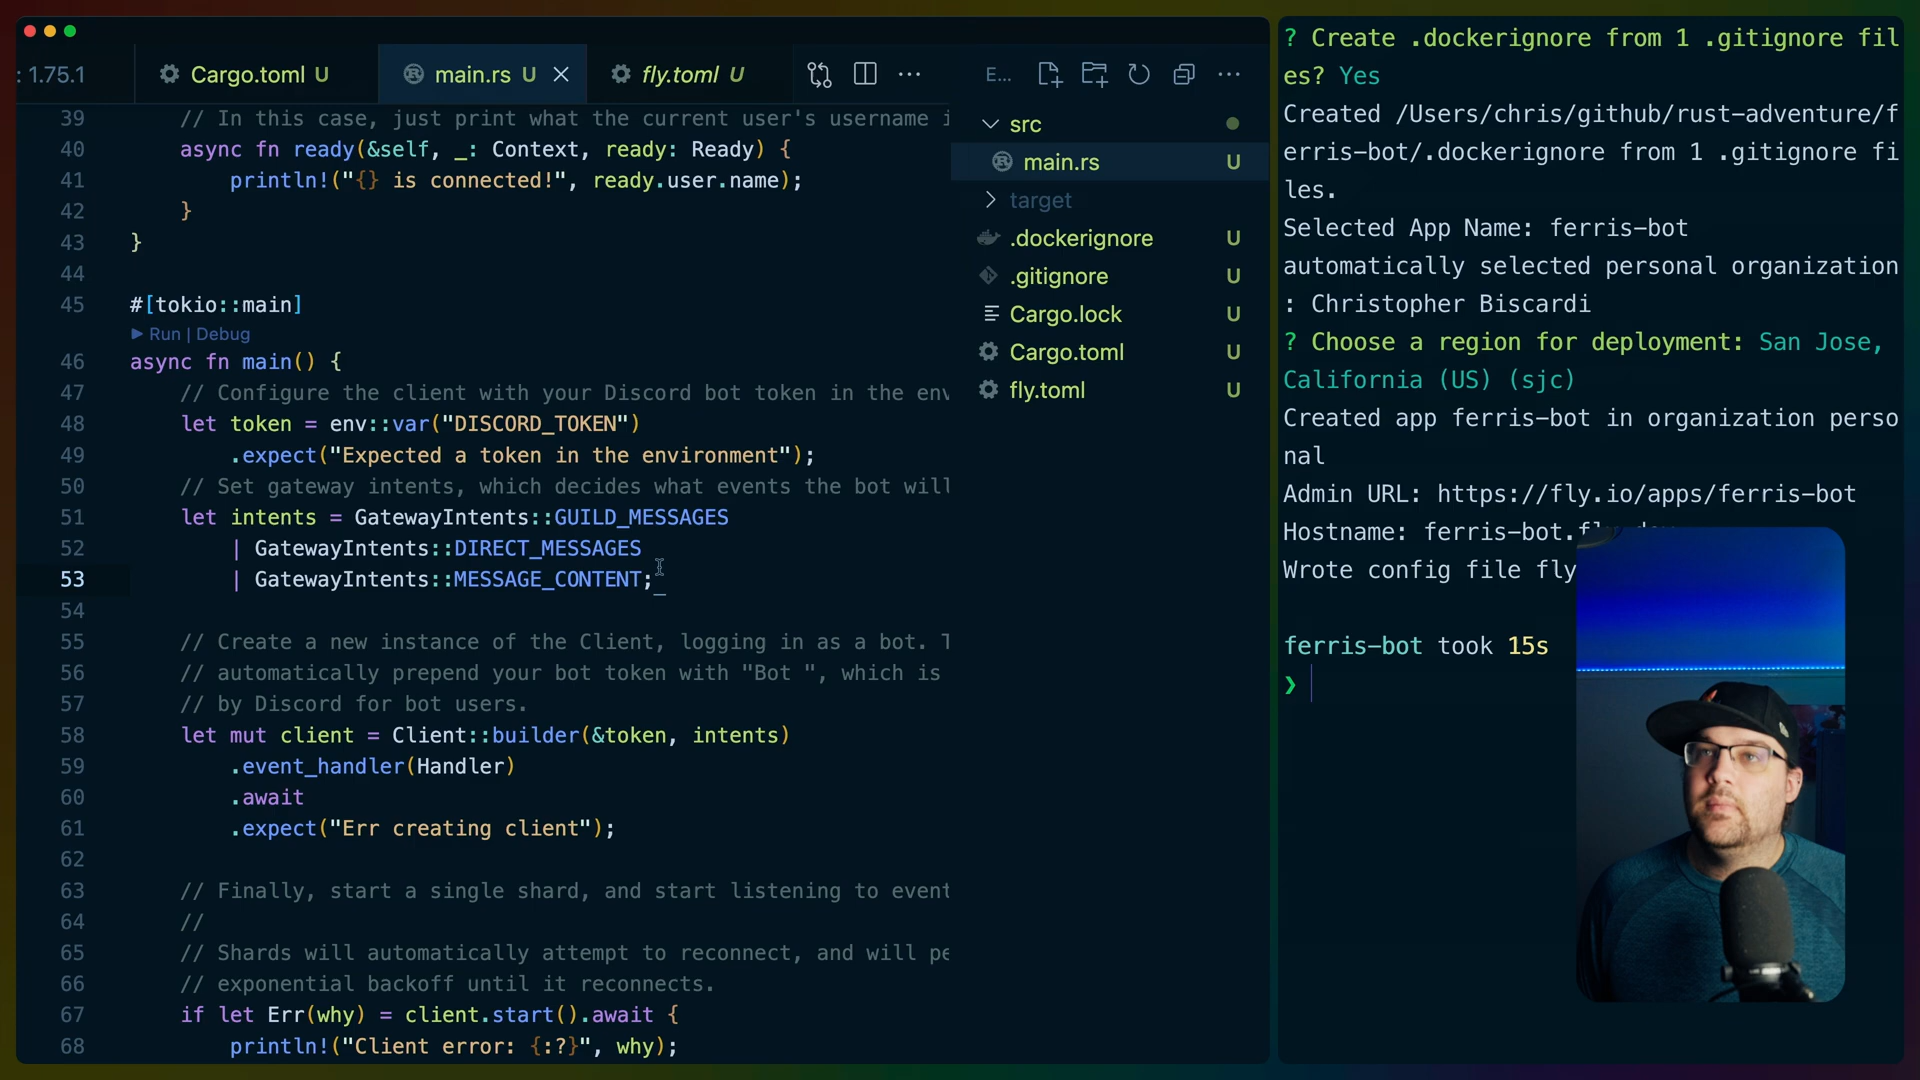 : 1.75.1
Cargo.toml U
main.rs U
fly.toml U
E...
39 // In this case, just print what the current user's username i
40 async fn ready(&self, _: Context, ready: Ready) {
41 println!("{} is connected!", ready.user.name);
42 }
43 }
44
45 #[tokio::main]
Run | Debug
46 async fn main() {
47 // Configure the client with your Discord bot token in the env
48 let token = env::var("DISCORD_TOKEN")
49 .expect("Expected a token in the environment");
50 // Set gateway intents, which decides what events the bot will
51 let intents = GatewayIntents::GUILD_MESSAGES
52 | GatewayIntents::DIRECT_MESSAGES
53 | GatewayIntents::MESSAGE_CONTENT;
54
55 // Create a new instance of the Client, logging in as a bot. T
56 // automatically prepend your bot token with "Bot ", which is
57 // by Discord for bot users.
58 let mut client = Client::builder(&token, intents)
59 .event_handler(Handler)
60 .await
61 .expect("Err creating client");
62
63 // Finally, start a single shard, and start listening to event
64 //
65 // Shards will automatically attempt to reconnect, and will pe
66 // exponential backoff until it reconnects.
67 if let Err(why) = client.start().await {
68 println!("Client error: {:?}", why);
src
main.rs U
target
.dockerignore U
.gitignore U
Cargo.lock U
Cargo.toml U
fly.toml U
? Create .dockerignore from 1 .gitignore fil
es? Yes
Created /Users/chris/github/rust-adventure/f
erris-bot/.dockerignore from 1 .gitignore fi
les.
Selected App Name: ferris-bot
automatically selected personal organization
: Christopher Biscardi
? Choose a region for deployment: San Jose,
California (US) (sjc)
Created app ferris-bot in organization perso
nal
Admin URL: https://fly.io/apps/ferris-bot
Hostname: ferris-bot.fl
Wrote config file fly
ferris-bot took 15s
❯